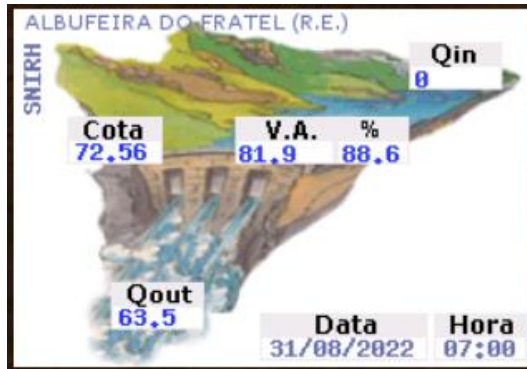 ALBUFEIRA DO FRATEL (R.E.)
SNIRH
Qin
0
Cota
72.56
V.A. %
81.9 88.6
Qout
63.5
Data Hora
31/08/2022 07:00